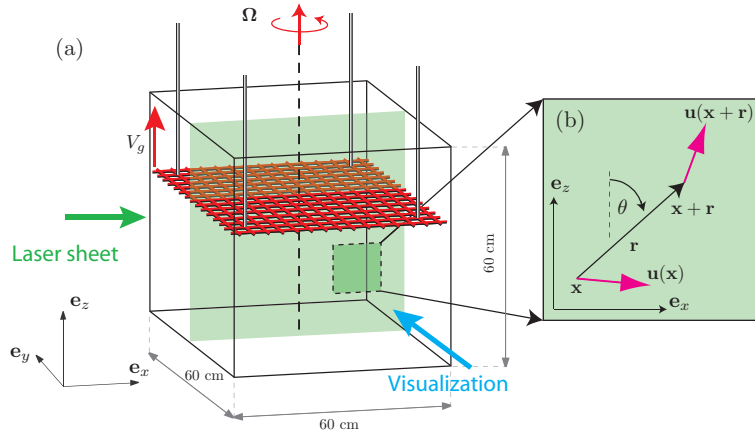 (a)
Ω
V_g
Laser sheet
e_z
e_y
e_x
60 cm
60 cm
60 cm
Visualization
(b)
u(x + r)
e_z
θ
x + r
r
u(x)
x
e_x